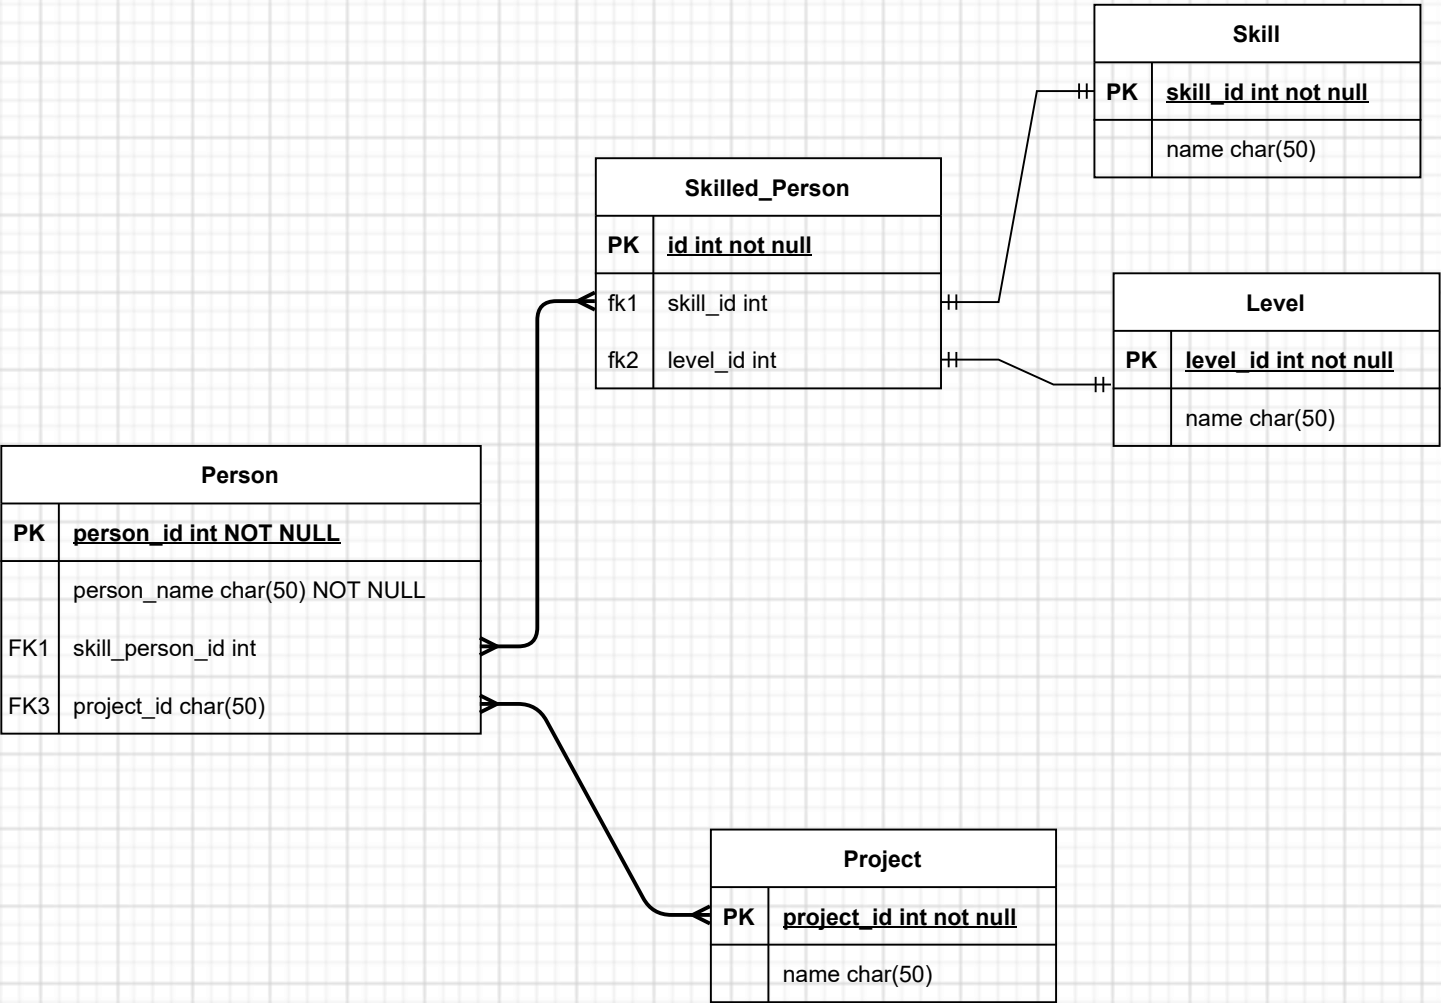 Skill
PK skill_id int not null
name char(50)
Skilled_Person
PK id int not null
fk1 skill_id int
fk2 level_id int
Level
PK level_id int not null
name char(50)
Person
PK person_id int NOT NULL
person_name char(50) NOT NULL
FK1 skill_person_id int
FK3 project_id char(50)
Project
PK project_id int not null
name char(50)